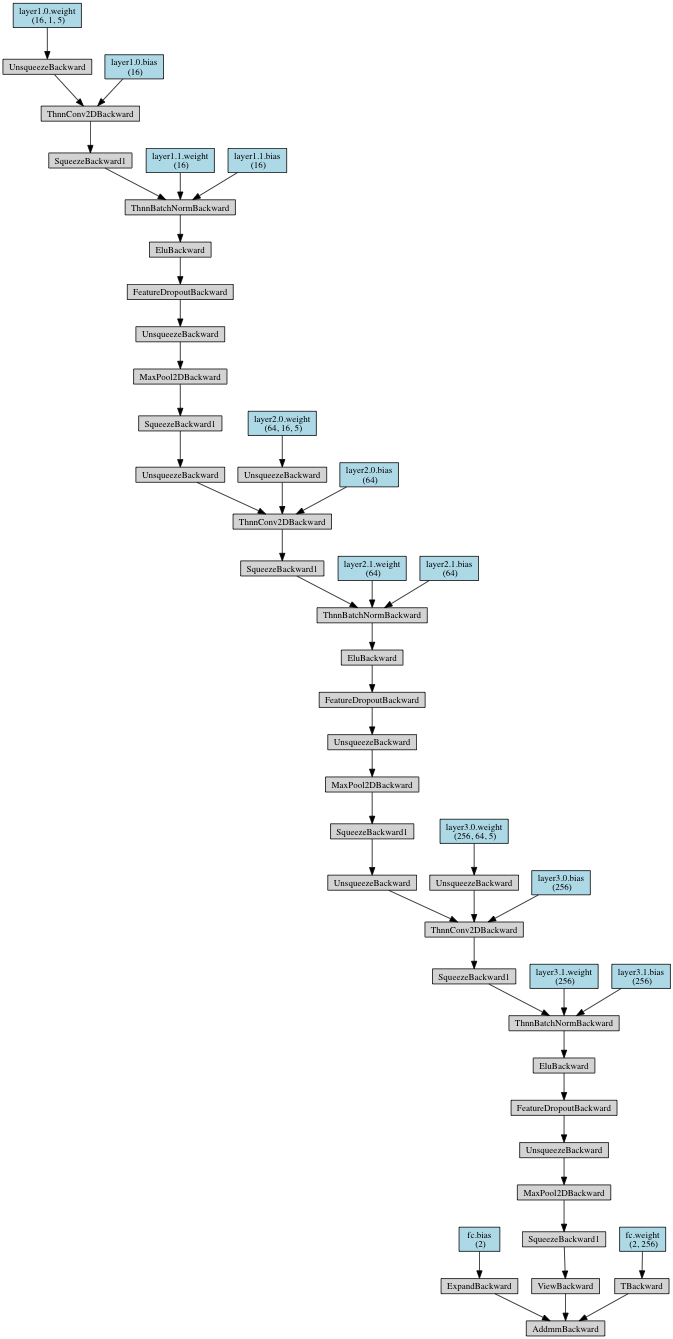 layer1.0.weight
(16, 1, 5)
UnsqueezeBackward
layer1.0.bias
(16)
ThnnConv2DBackward
SqueezeBackward1
layer1.1.weight
(16)
layer1.1.bias
(16)
ThnnBatchNormBackward
EluBackward
FeatureDropoutBackward
UnsqueezeBackward
MaxPool2DBackward
SqueezeBackward1
layer2.0.weight
(64, 16, 5)
UnsqueezeBackward
UnsqueezeBackward
layer2.0.bias
(64)
ThnnConv2DBackward
SqueezeBackward1
layer2.1.weight
(64)
layer2.1.bias
(64)
ThnnBatchNormBackward
EluBackward
FeatureDropoutBackward
UnsqueezeBackward
MaxPool2DBackward
SqueezeBackward1
layer3.0.weight
(256, 64, 5)
UnsqueezeBackward
UnsqueezeBackward
layer3.0.bias
(256)
ThnnConv2DBackward
SqueezeBackward1
layer3.1.weight
(256)
layer3.1.bias
(256)
ThnnBatchNormBackward
EluBackward
FeatureDropoutBackward
UnsqueezeBackward
MaxPool2DBackward
fc.bias
(2)
SqueezeBackward1
fc.weight
(2, 256)
ExpandBackward
ViewBackward
TBackward
AddmmBackward